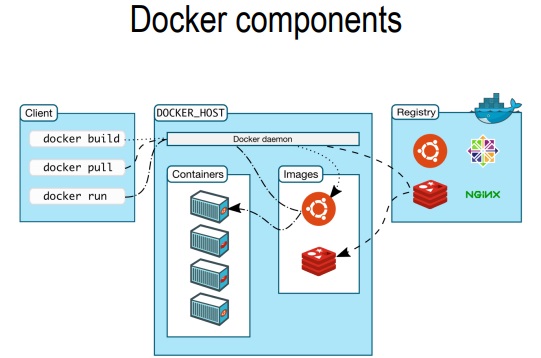 Docker components
Client
docker build
docker pull
docker run
DOCKER_HOST
Docker daemon
Containers
Images
Registry
NGINX